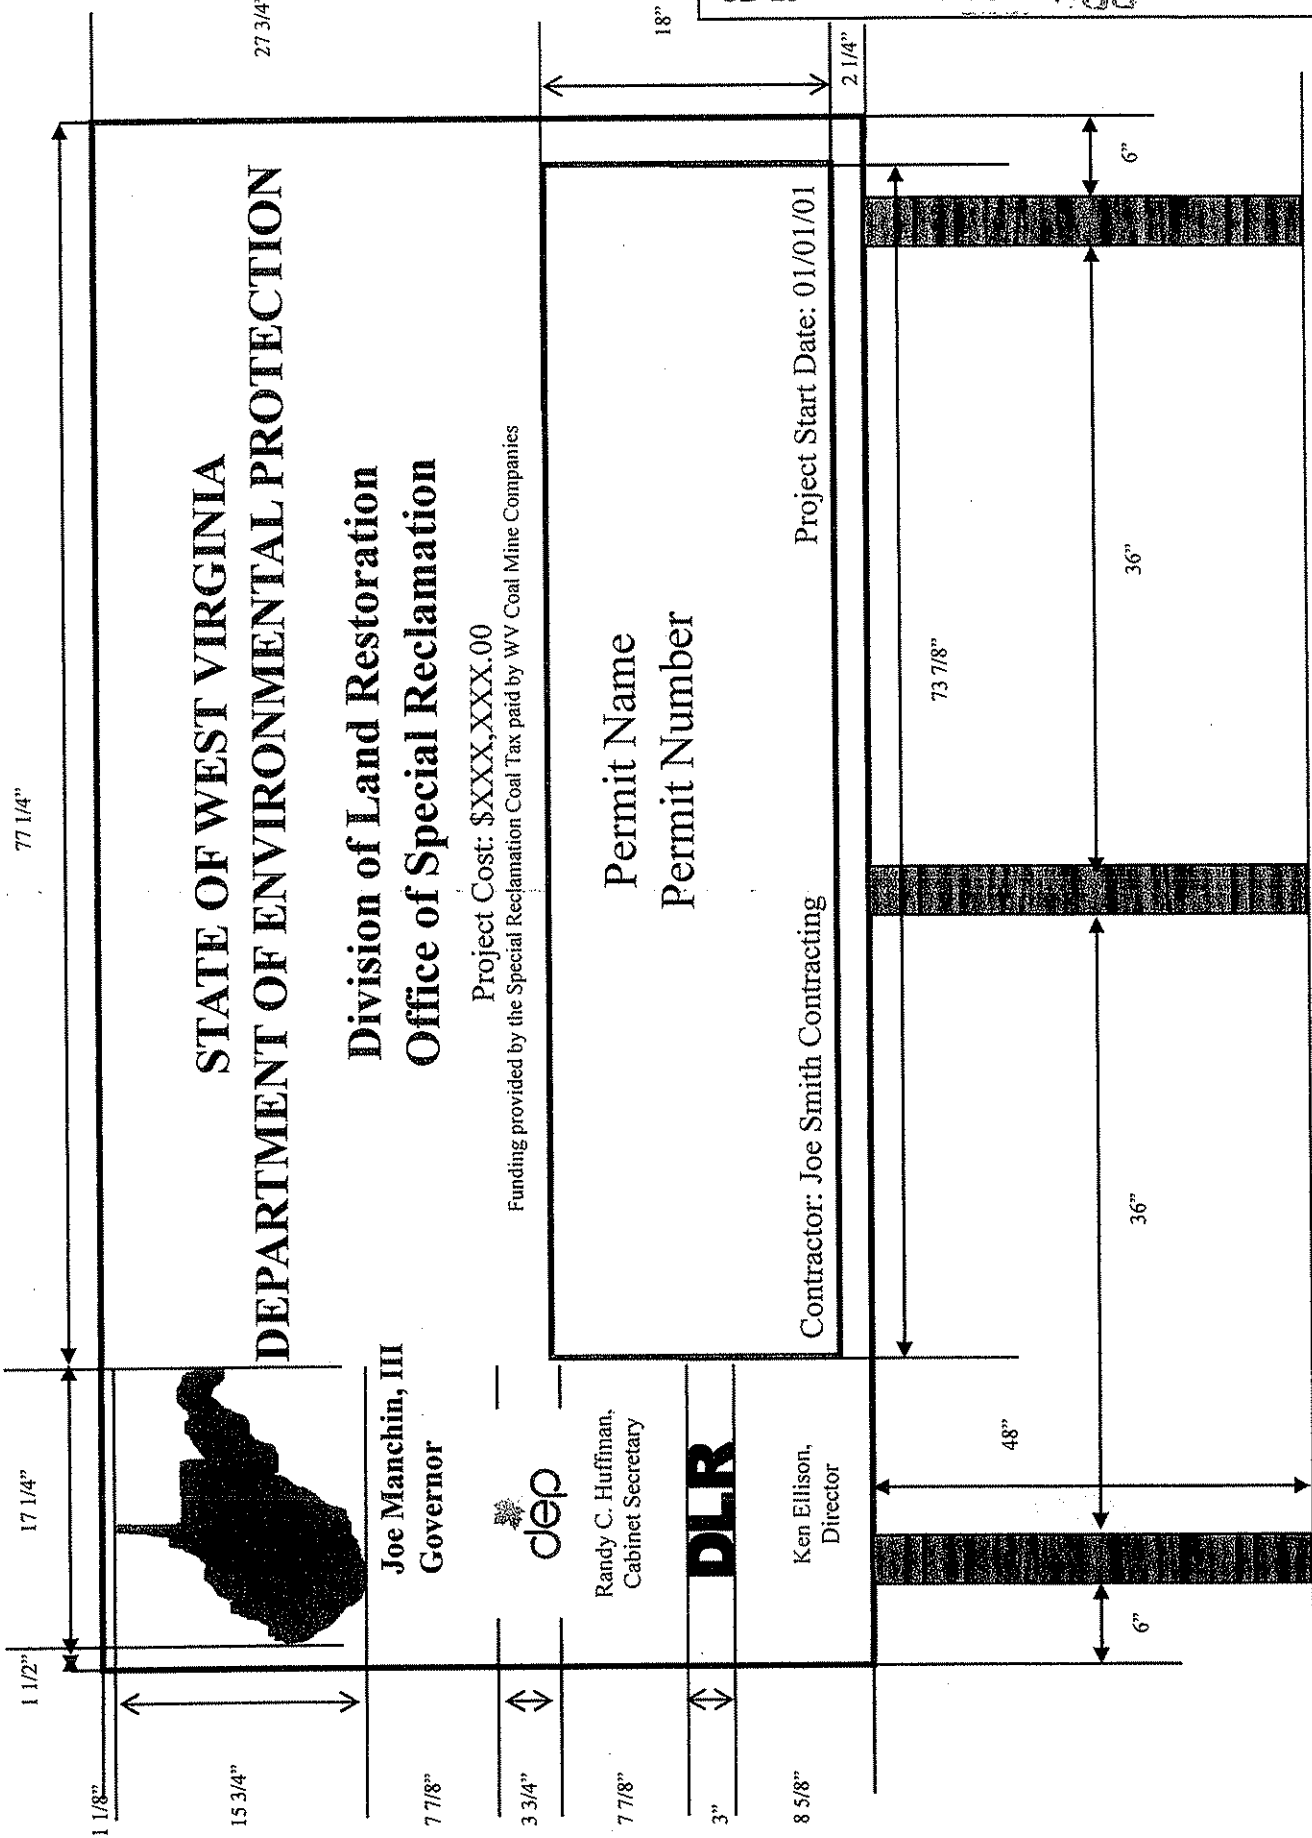 1 1/2”
17 1/4”
77 1/4”
1 1/8”
15 3/4”
7 7/8”
3 3/4”
7 7/8”
3”
8 5/8”
Joe Manchin, III
Governor
dep
Randy C. Huffman,
Cabinet Secretary
DLR
Ken Ellison,
Director
STATE OF WEST VIRGINIA
DEPARTMENT OF ENVIRONMENTAL PROTECTION
Division of Land Restoration
Office of Special Reclamation
Project Cost: $XXX,XXX.00
Funding provided by the Special Reclamation Coal Tax paid by WV Coal Mine Companies
Permit Name
Permit Number
Contractor: Joe Smith Contracting
Project Start Date: 01/01/01
27 3/4”
18”
2 1/4”
73 7/8”
48”
6”
36”
36”
6”